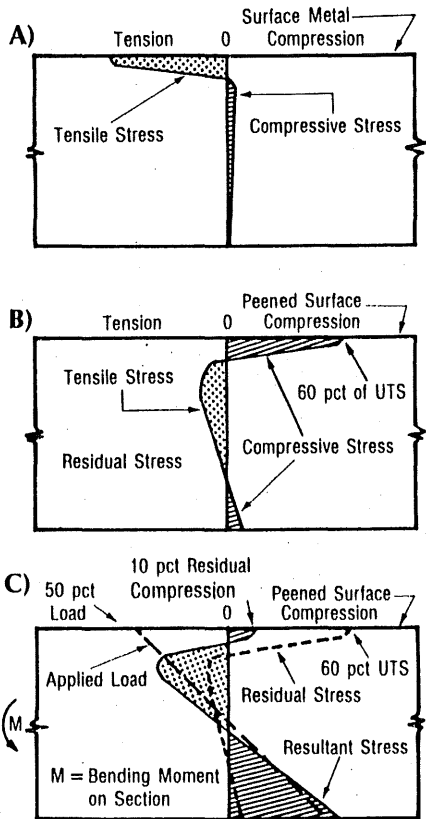 A)
Surface Metal
Tension 0 Compression
Tensile Stress
Compressive Stress
B)
Peened Surface
Tension 0 Compression
Tensile Stress
60 pct of UTS
Residual Stress
Compressive Stress
C)
10 pct Residual
Compression
50 pct
Load
0
Peened Surface
Compression
Applied Load
60 pct UTS
Residual Stress
M
Resultant Stress
M = Bending Moment
on Section